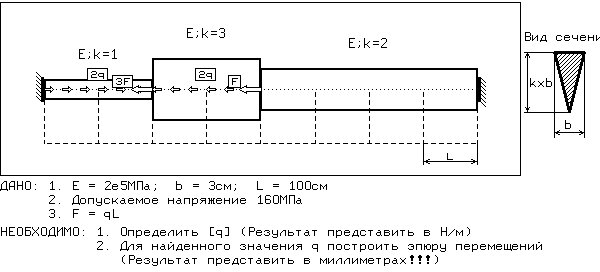 E;k=3
E;k=1
E;k=2
Вид сечени
2q
3F
2q
F
k×b
b
L
ДАНО: 1. E = 2e5МПа; b = 3см; L = 100см
2. Допускаемое напряжение 160МПа
3. F = qL
НЕОБХОДИМО: 1. Определить [q] (Результат представить в Н/м)
2. Для найденного значения q построить эпюру перемещений
(Результат представить в миллиметрах!!!)